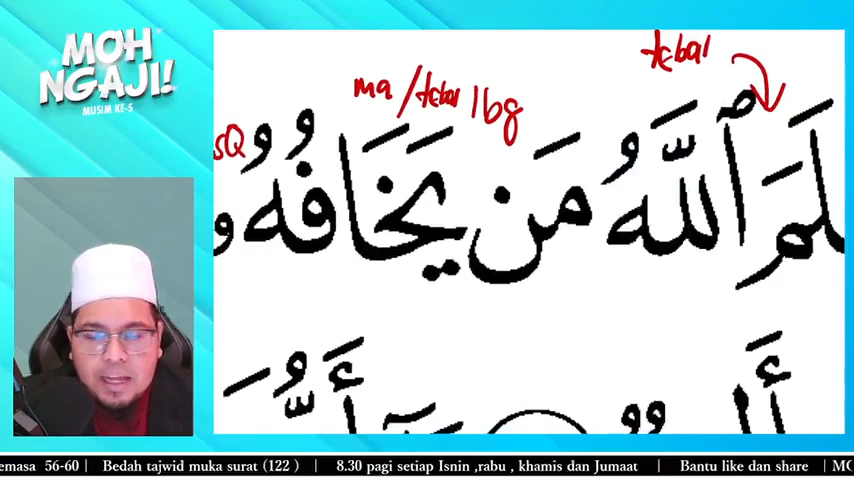 MOH
NGAJI!
MUSIM KE-5
tebal
ma / tebal
1bg
لَمَ ٱللَّهُ مَن يَخَافُهُۥ
emasa 56-60 | Bedah tajwid muka surat (122 ) | 8.30 pagi setiap Isnin ,rabu , khamis dan Jumaat | Bantu like dan share | MO